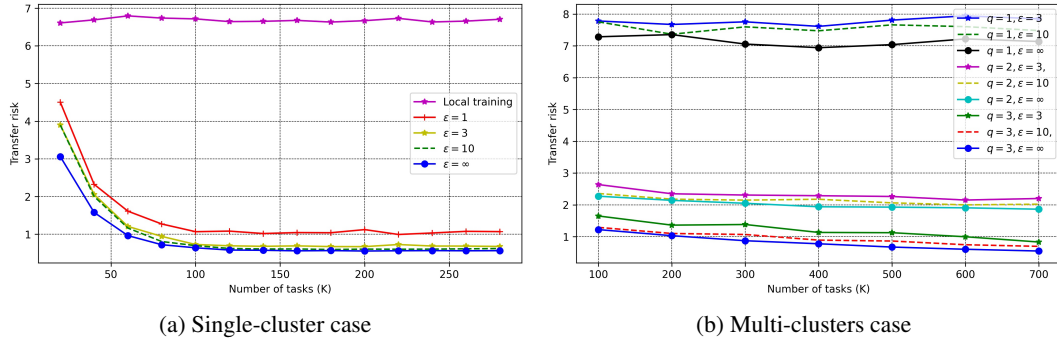 7
6
5
4
3
2
1
Transfer risk
50
100
150
200
250
Number of tasks (K)
Local training
ε = 1
ε = 3
ε = 10
ε = ∞
(a) Single-cluster case
8
7
6
5
4
3
2
1
Transfer risk
100
200
300
400
500
600
700
Number of tasks (K)
q = 1, ε = 3
q = 1, ε = 10
q = 1, ε = ∞
q = 2, ε = 3,
q = 2, ε = 10
q = 2, ε = ∞
q = 3, ε = 3
q = 3, ε = 10,
q = 3, ε = ∞
(b) Multi-clusters case